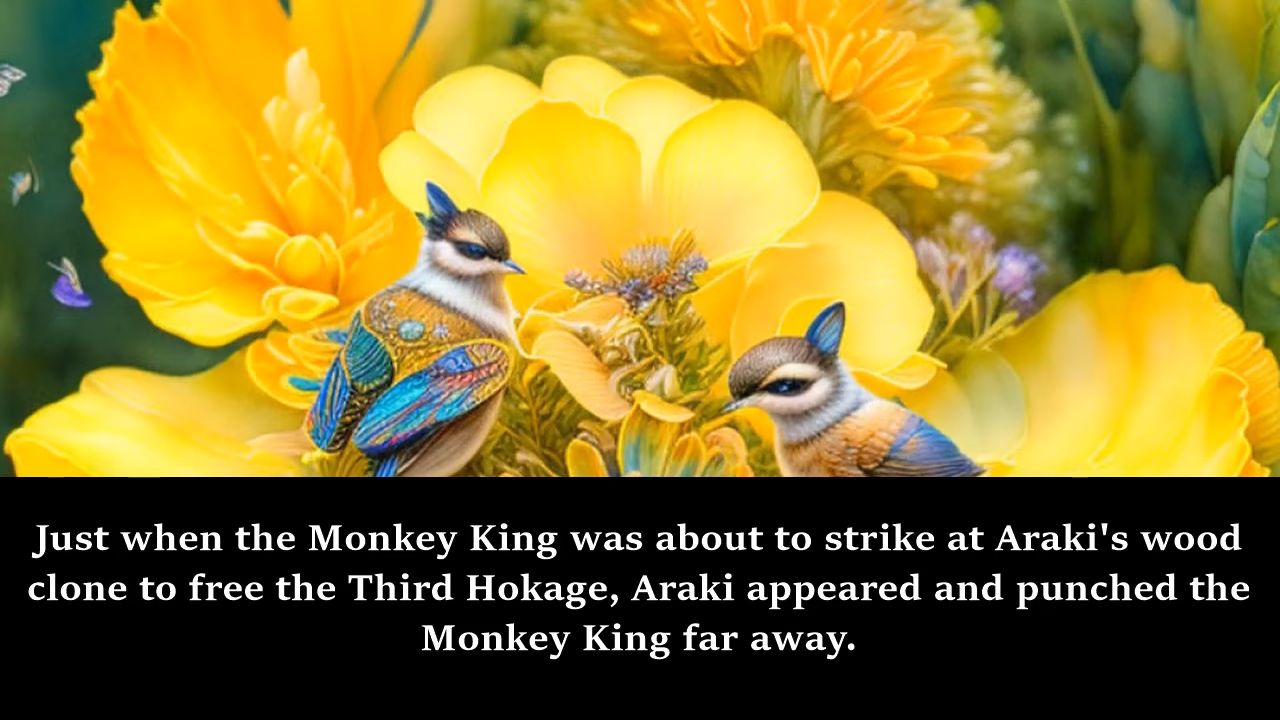 Just when the Monkey King was about to strike at Araki's wood
clone to free the Third Hokage, Araki appeared and punched the
Monkey King far away.